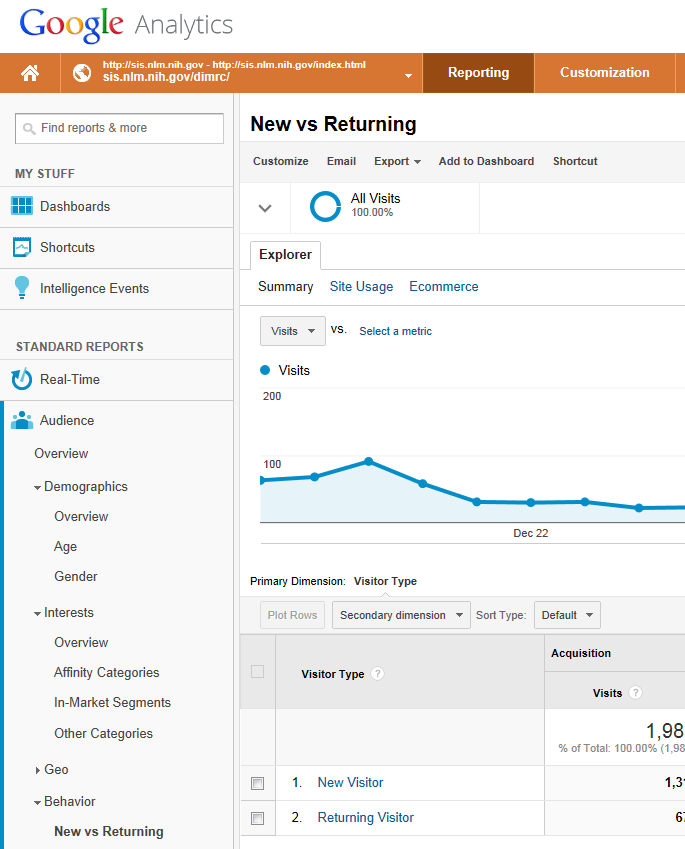 Google Analytics
http://sis.nlm.nih.gov - http://sis.nlm.nih.gov/index.html
sis.nlm.nih.gov/dimrc/
Reporting
Customization
Find reports & more
MY STUFF
Dashboards
Shortcuts
Intelligence Events
STANDARD REPORTS
Real-Time
Audience
Overview
Demographics
Overview
Age
Gender
Interests
Overview
Affinity Categories
In-Market Segments
Other Categories
Geo
Behavior
New vs Returning
New vs Returning
Customize Email Export Add to Dashboard Shortcut
All Visits
100.00%
Explorer
Summary Site Usage Ecommerce
Visits vs. Select a metric
Visits
200
100
Dec 22
Primary Dimension: Visitor Type
Plot Rows Secondary dimension Sort Type: Default
Acquisition
Visitor Type ? Visits ?
1,98
% of Total: 100.00% (1,98
1. New Visitor 1,3
2. Returning Visitor 67